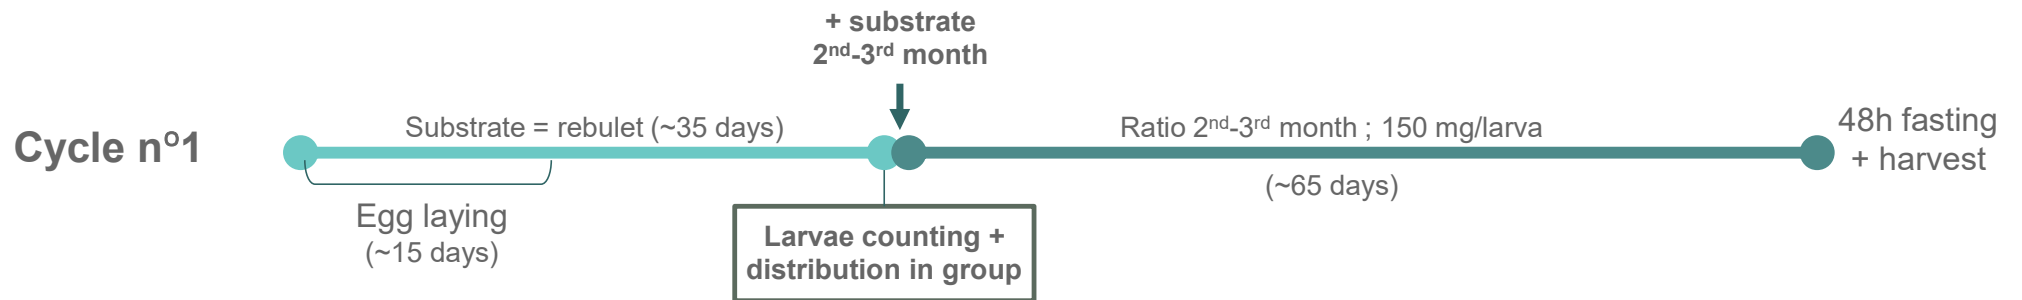 + substrate
2nd-3rd month
Cycle nº1
Substrate = rebulet (~35 days)
Ratio 2nd-3rd month ; 150 mg/larva
48h fasting
+ harvest
(~65 days)
Egg laying
(~15 days)
Larvae counting +
distribution in group